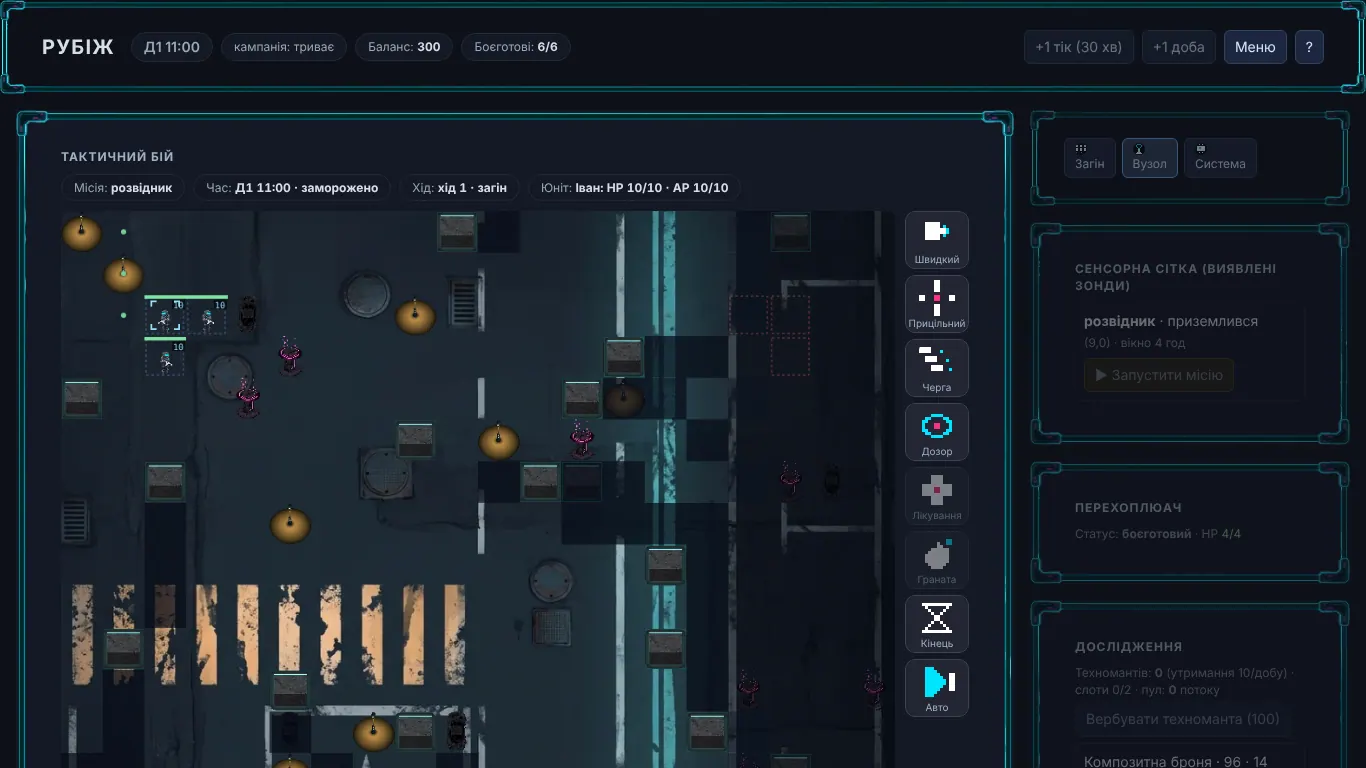 РУБІЖ
Д1 11:00
кампанія: триває
Баланс: 300
Боєготові: 6/6
+1 тік (30 хв)
+1 доба
Меню
?
ТАКТИЧНИЙ БІЙ
Місія: розвідник
Час: Д1 11:00 · заморожено
Хід: хід 1 · загін
Юніт: Іван: HP 10/10 · AP 10/10
10
10
10
Швидкий
Прицільний
Черга
Дозор
Лікування
Граната
Кінець
Авто
Загін
Вузол
Система
СЕНСОРНА СІТКА (ВИЯВЛЕНІ
ЗОНДИ)
розвідник · приземлився
(9,0) · вікно 4 год
▶ Запустити місію
ПЕРЕХОПЛЮАЧ
Статус: боєготовий · HP 4/4
ДОСЛІДЖЕННЯ
Техномантів: 0 (утримання 10/добу) ·
слоти 0/2 · пул: 0 потоку
Вербувати техноманта (100)
Композитна броня · 96 · 14